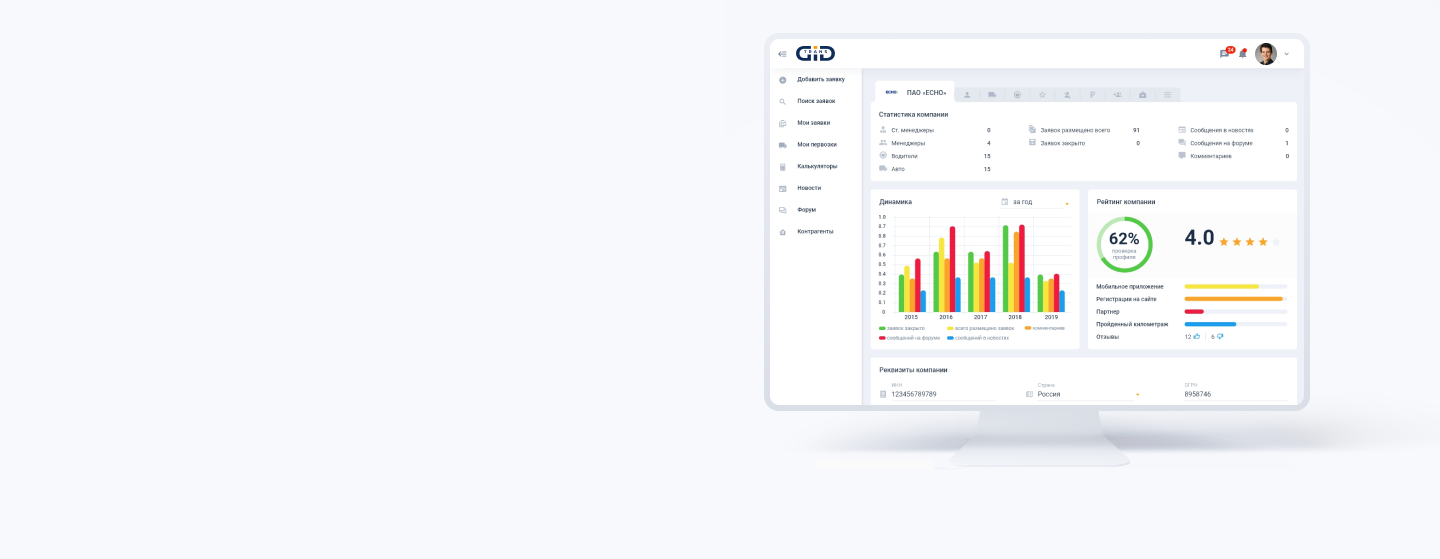 TRANS
GiD
24
Добавить заявку
Поиск заявок
Мои заявки
Мои первозки
Калькуляторы
Новости
Форум
Контрагенты
ECHO
ПАО «ECHO»
Статистика компании
Ст. менеджеры 0
Менеджеры 4
Водители 15
Авто 15
Заявок размещено всего 91
Заявок закрыто 0
Сообщения в новостях 0
Сообщения на форуме 1
Комментариев 0
Динамика
за год
1.0
0.7
0.8
0.7
0.6
0.5
0.4
0.3
0.2
0.1
0
2015 2016 2017 2018 2019
заявок закрыто
всего размещено заявок
комментариев
сообщений на форуме
сообщений в новостях
Рейтинг компании
62%
проверка
профиля
4.0
Мобильное приложение
Регистрация на сайте
Партнер
Пройденный километраж
Отзывы 12 6
Реквизиты компании
ИНН
123456789789
Страна
Россия
ОГРН
8958746